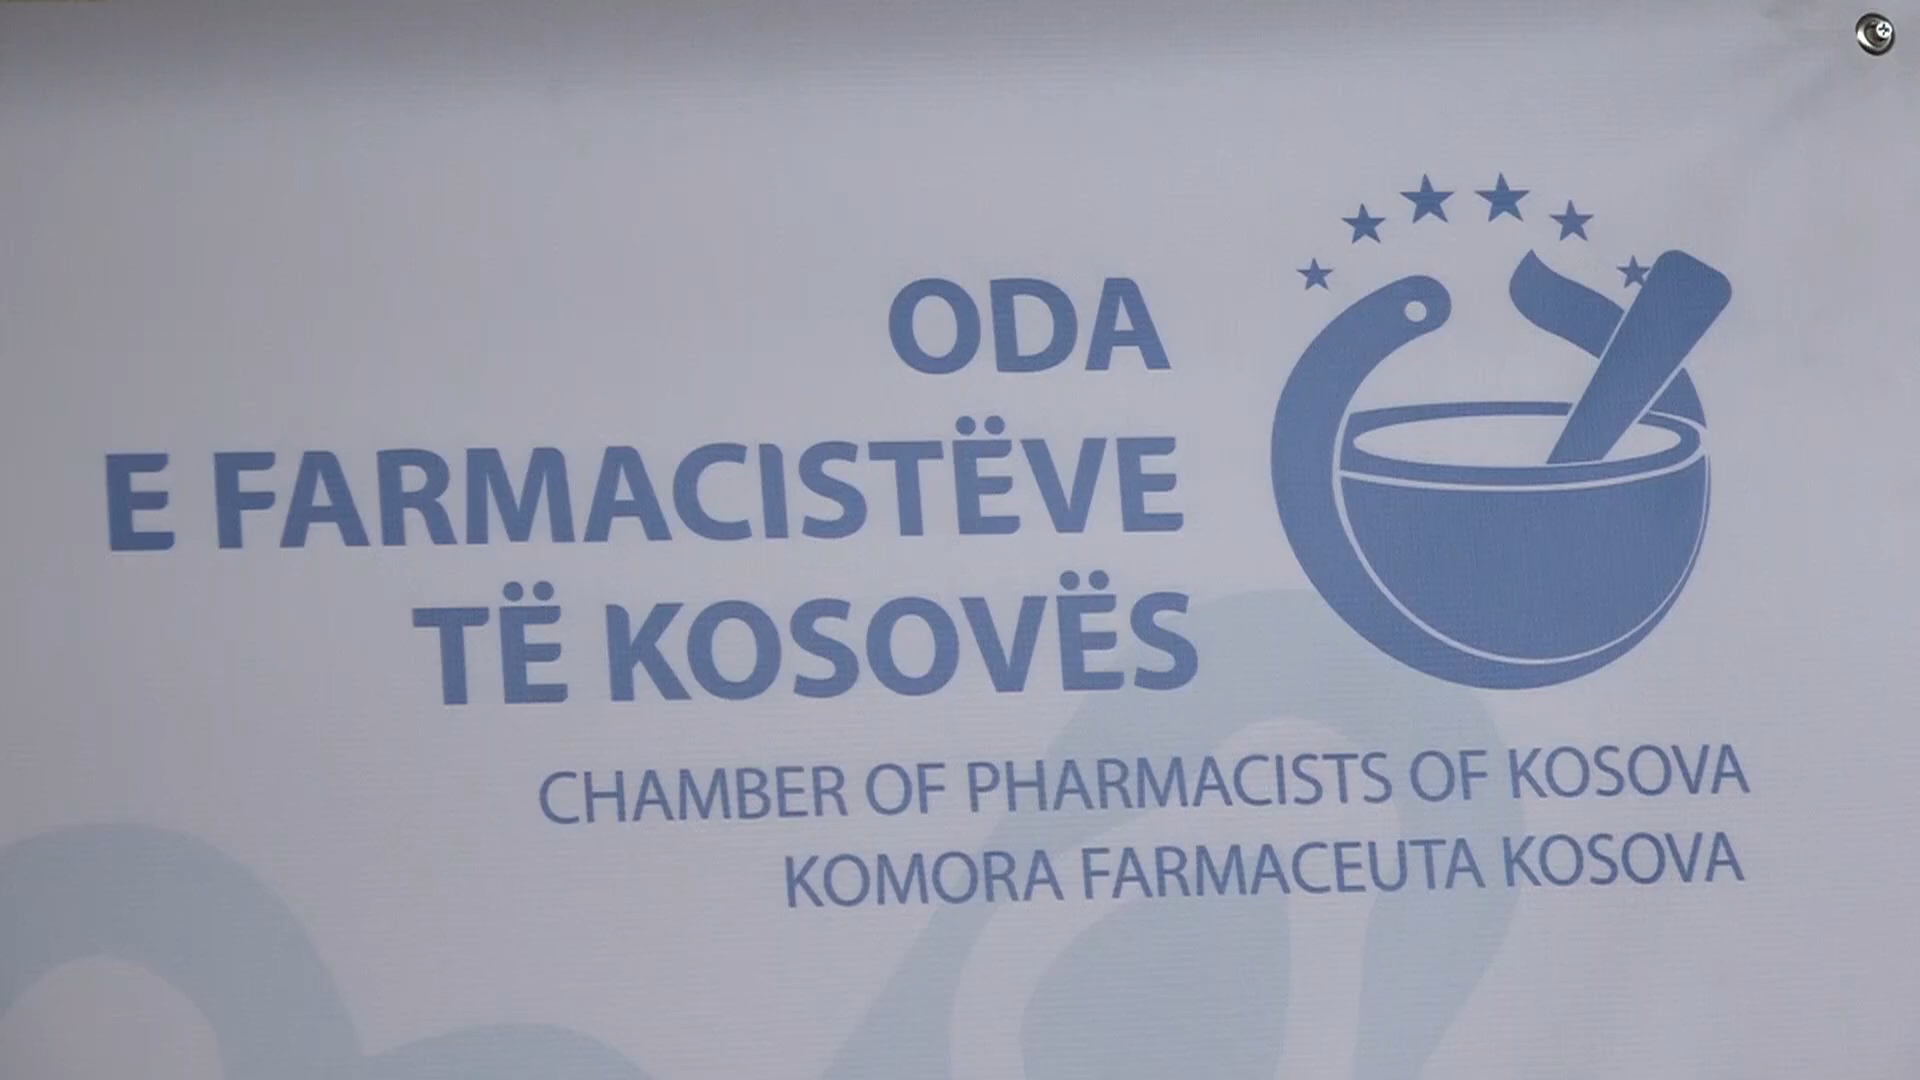 ODA
E FARMACISTËVE
TË KOSOVËS
CHAMBER OF PHARMACISTS OF KOSOVA
KOMORA FARMACEUTA KOSOVA